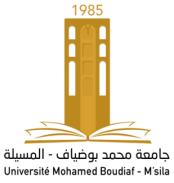 1985
جامعة محمد بوضياف - المسيلة
Université Mohamed Boudiaf - M'sila